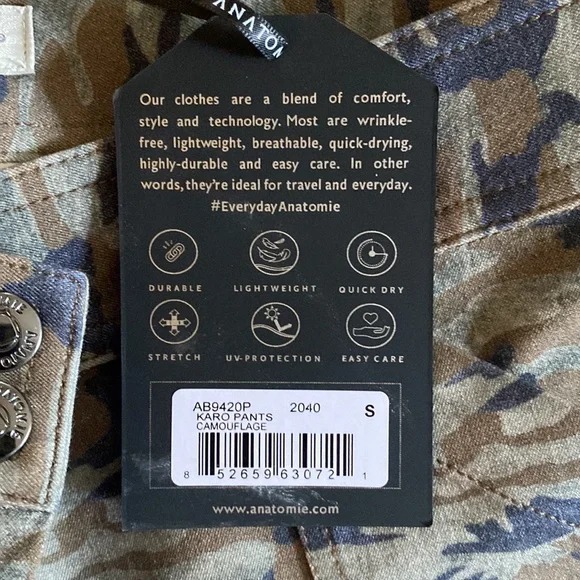 ANATOM
Our clothes are a blend of comfort,
style and technology. Most are wrinkle-
free, lightweight, breathable, quick-drying,
highly-durable and easy care. In other
words, they're ideal for travel and everyday.
#EverydayAnatomie
DURABLE LIGHTWEIGHT QUICK DRY
STRETCH UV-PROTECTION EASY CARE
AB9420P 2040 S
KARO PANTS
CAMOUFLAGE
8 52659 63072 1
www.anatomie.com